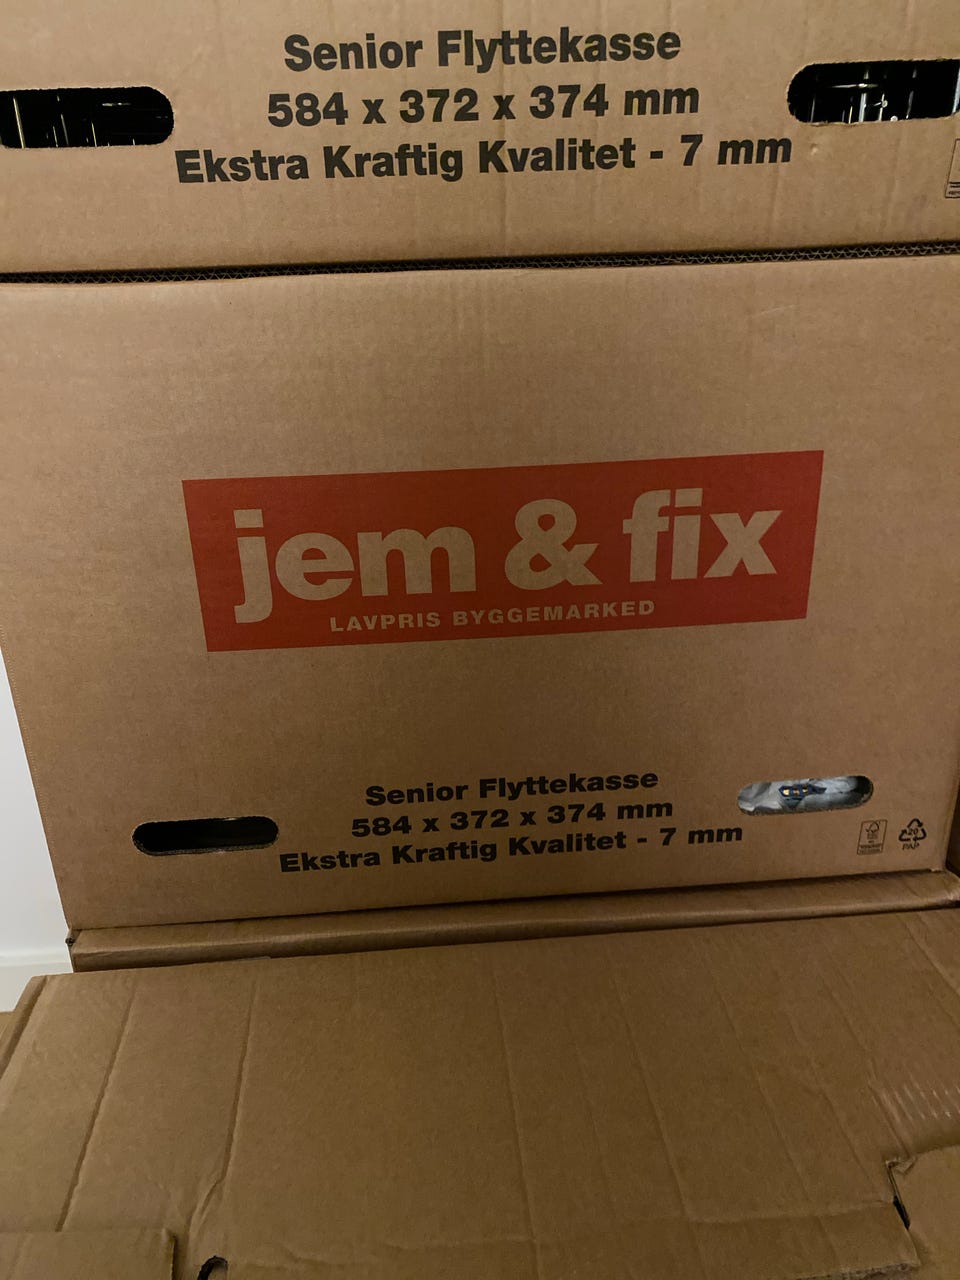 Senior Flyttekasse
584 x 372 x 374 mm
Ekstra Kraftig Kvalitet - 7 mm
jem & fix
LAVPRIS BYGGEMARKED
Senior Flyttekasse
584 x 372 x 374 mm
Ekstra Kraftig Kvalitet - 7 mm
20
PAP